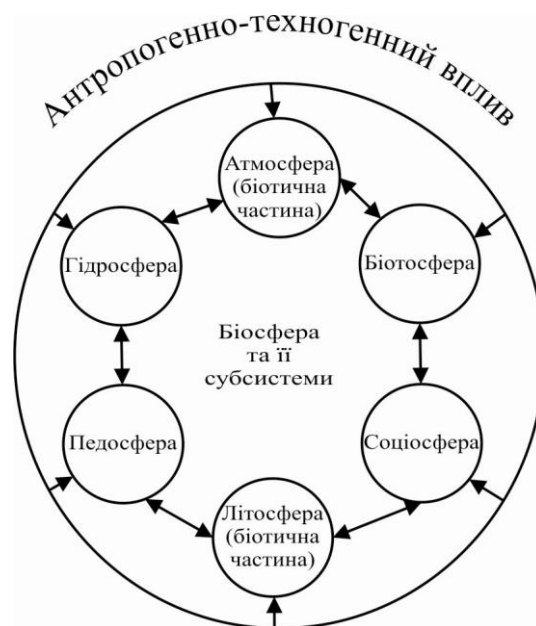 Антропогенно-техногенний вплив
Атмосфера
(біотична
частина)
Гідросфера
Біотосфера
Біосфера
та її
субсистеми
Педосфера
Соціосфера
Літосфера
(біотична
частина)